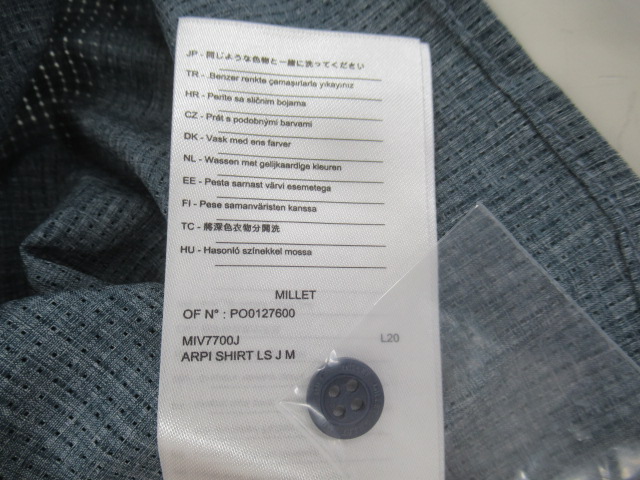 JP - 同じような色物と一緒に洗ってください
TR - .Benzer renkte çamaşırlarla yıkayınız
HR - Perite sa sličnim bojama
CZ - Prát s podobnými barvami
DK - Vask med ens farver
NL - Wassen met gelijkaardige kleuren
EE - Pesta samast värvi esemetega
FI - Pese samanväristen kanssa
TC - 將深色衣物分開洗
HU - Hasonló színekkel mossa
MILLET
OF N° : PO0127600
MIV7700J L20
ARPI SHIRT LS J M